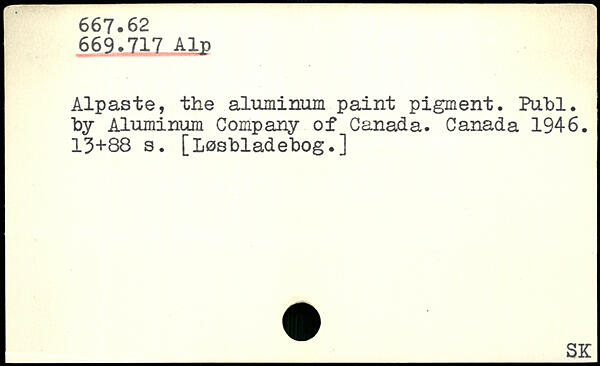 667.62
669.717 Alp
Alpaste, the aluminum paint pigment. Publ.
by Aluminum Company of Canada. Canada 1946.
13+88 s. [Løsbladebog.]
SK